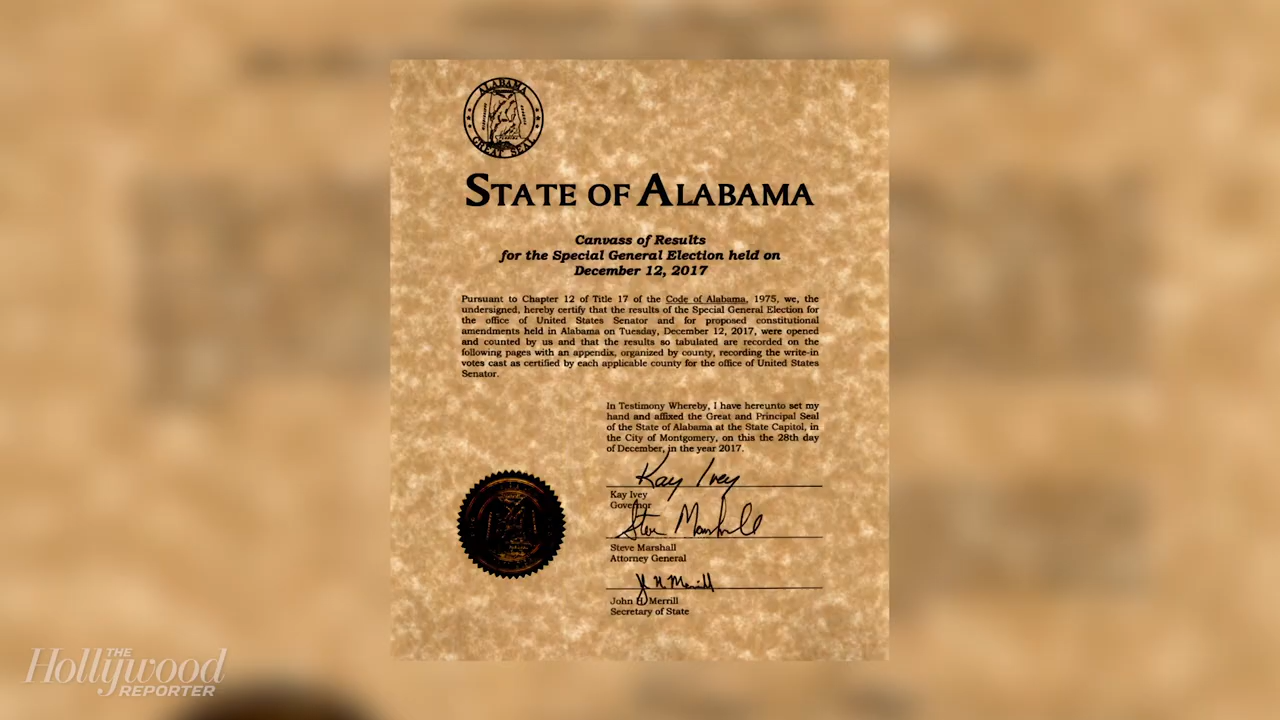 ALABAMA
GREAT SEAL
STATE OF ALABAMA
Canvass of Results
for the Special General Election held on
December 12, 2017
Pursuant to Chapter 12 of Title 17 of the Code of Alabama, 1975, we, the
undersigned, hereby certify that the results of the Special General Election for
the office of United States Senator and for proposed constitutional
amendments held in Alabama on Tuesday, December 12, 2017, were opened
and counted by us and that the results so tabulated are recorded on the
following pages with an appendix, organized by county, recording the write-in
votes cast as certified by each applicable county for the office of United States
Senator.
In Testimony Whereby, I have hereunto set my
hand and affixed the Great and Principal Seal
of the State of Alabama at the State Capitol, in
the City of Montgomery, on this the 28th day
of December, in the year 2017.
Kay Ivey
Kay Ivey
Governor
Steve Marshall
Steve Marshall
Attorney General
J. H. Merrill
John H. Merrill
Secretary of State
THE
Hollywood
REPORTER